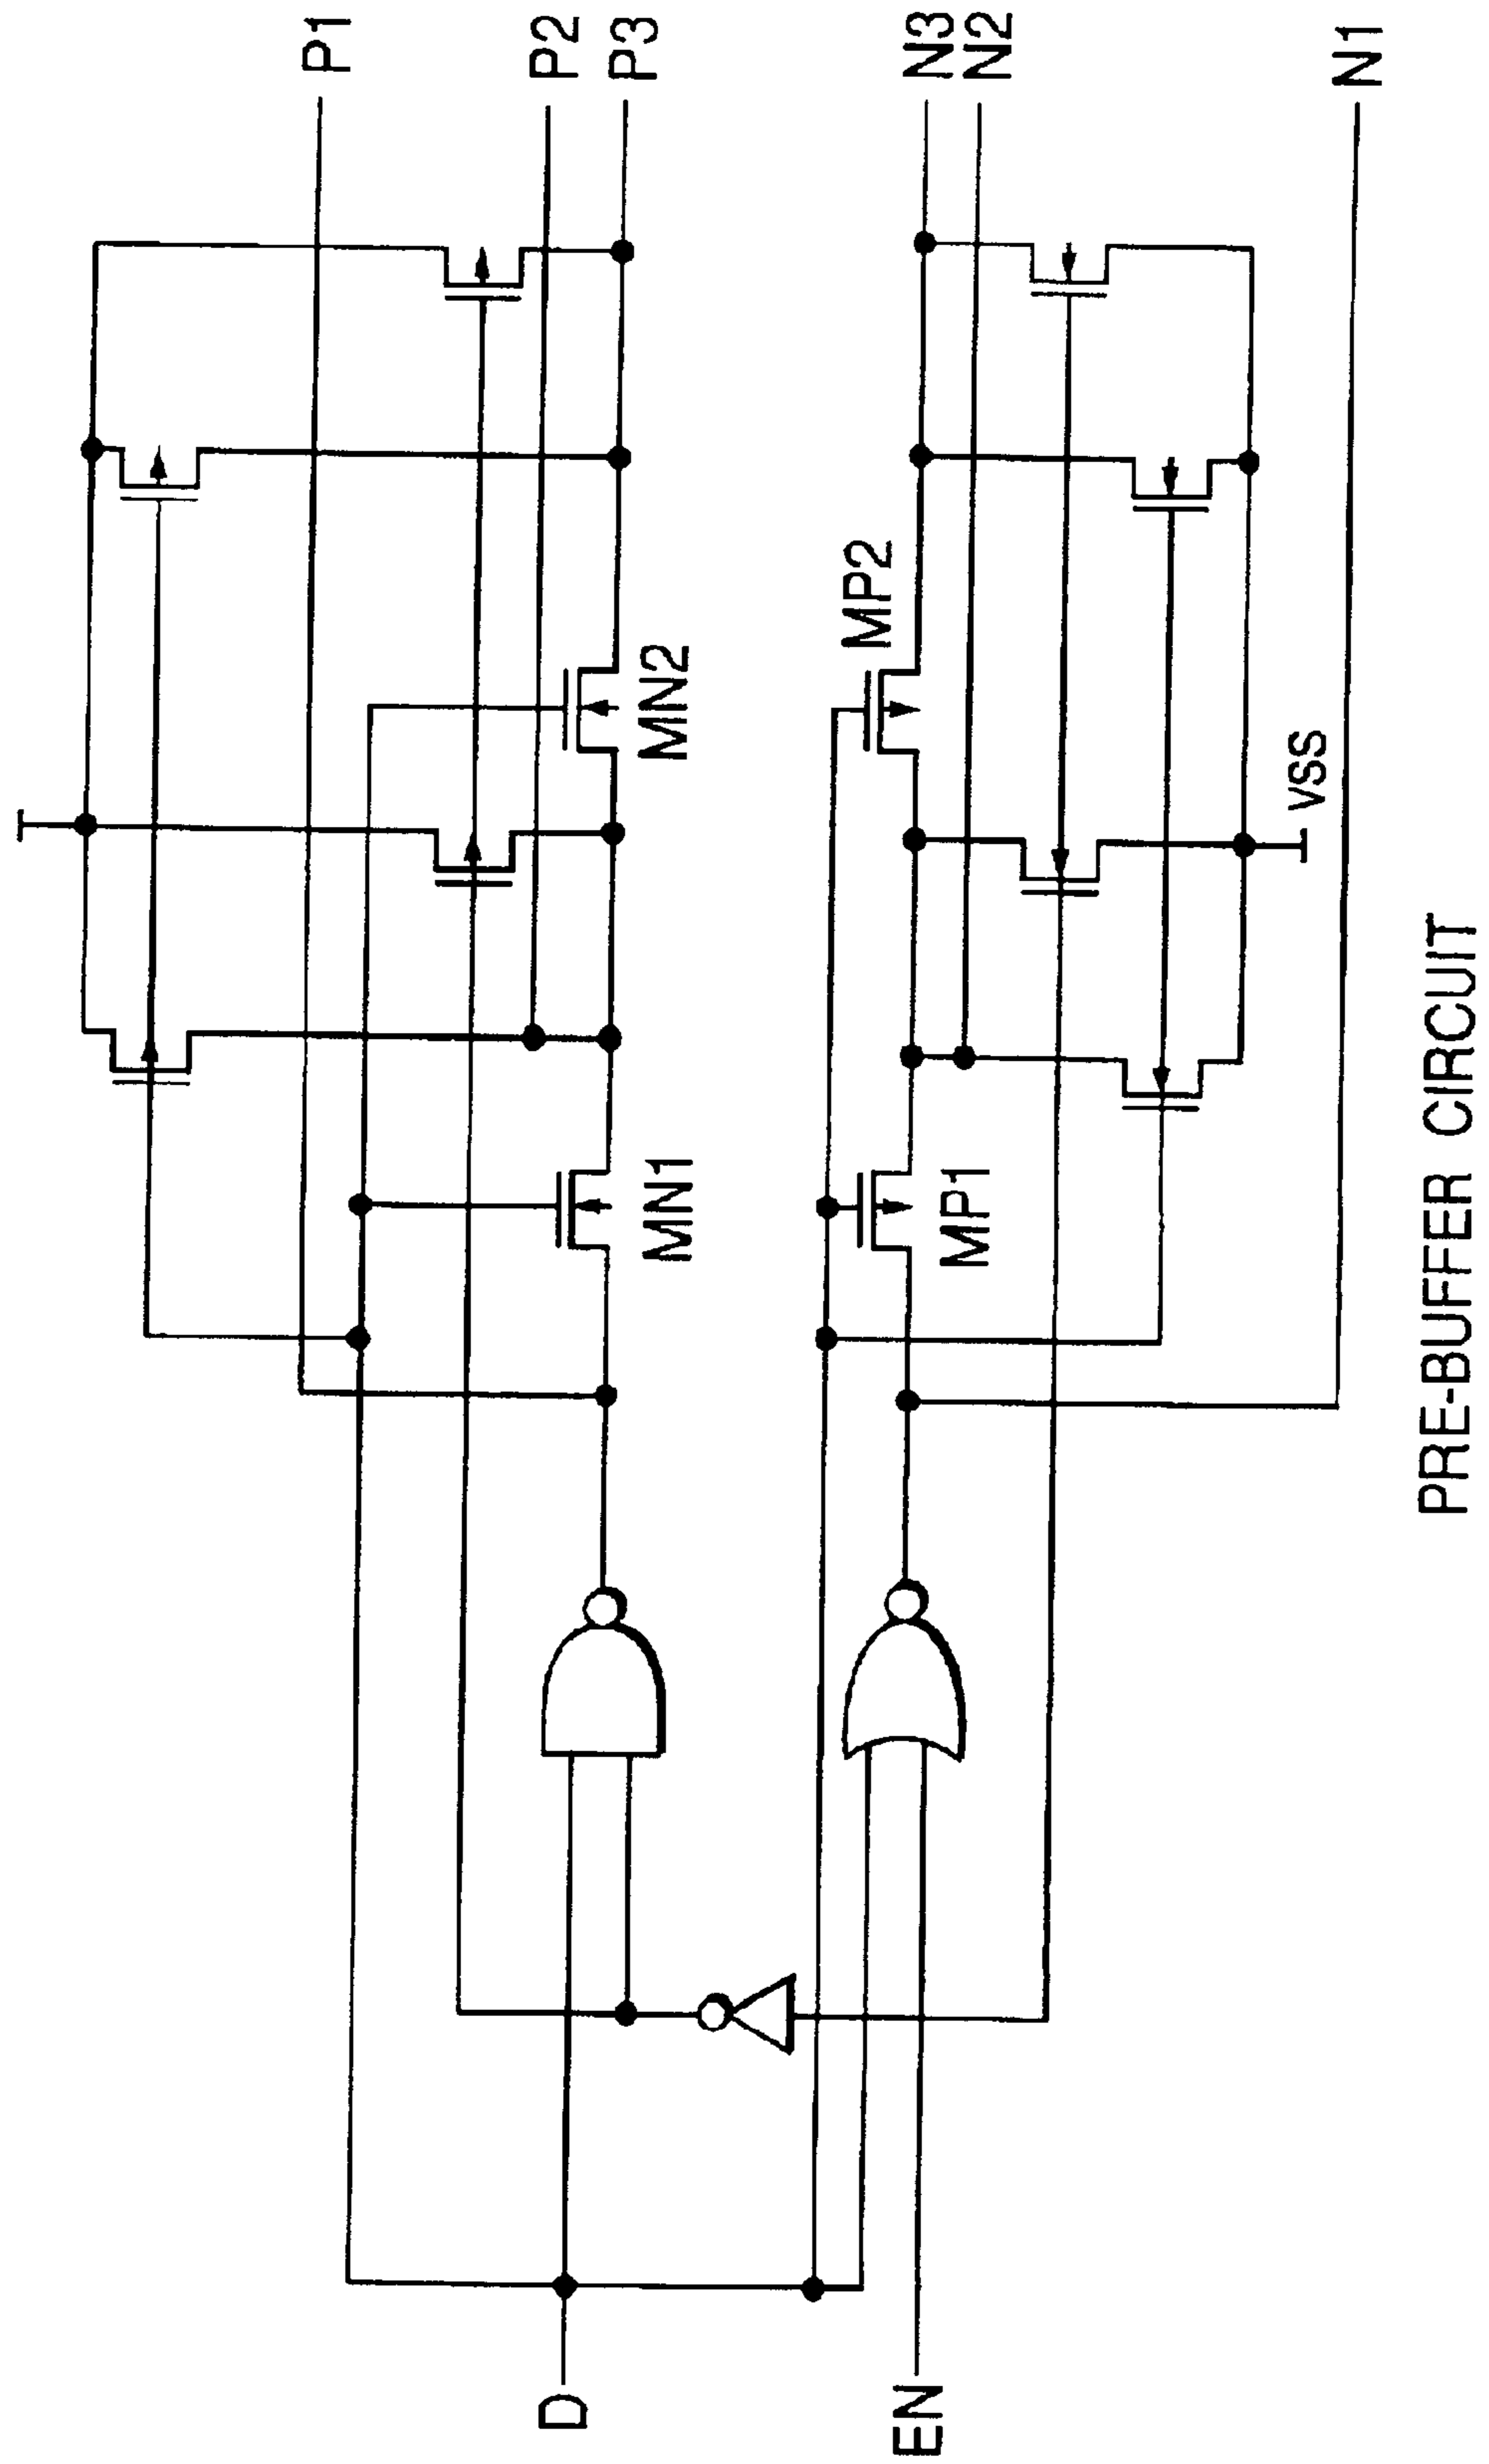 P1
P2
P3
MN1
MN2
D
EN
MP1
MP2
N3
N2
VSS
N1
PRE-BUFFER CIRCUIT